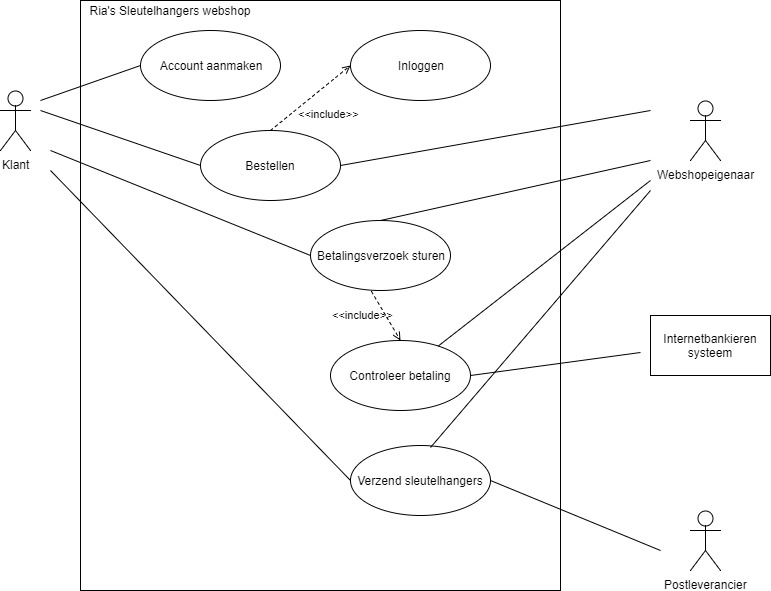 Ria's Sleutelhangers webshop
Account aanmaken
Inloggen
<<include>>
Klant
Bestellen
Webshopeigenaar
Betalingsverzoek sturen
<<include>>
Internetbankieren
systeem
Controleer betaling
Verzend sleutelhangers
Postleverancier